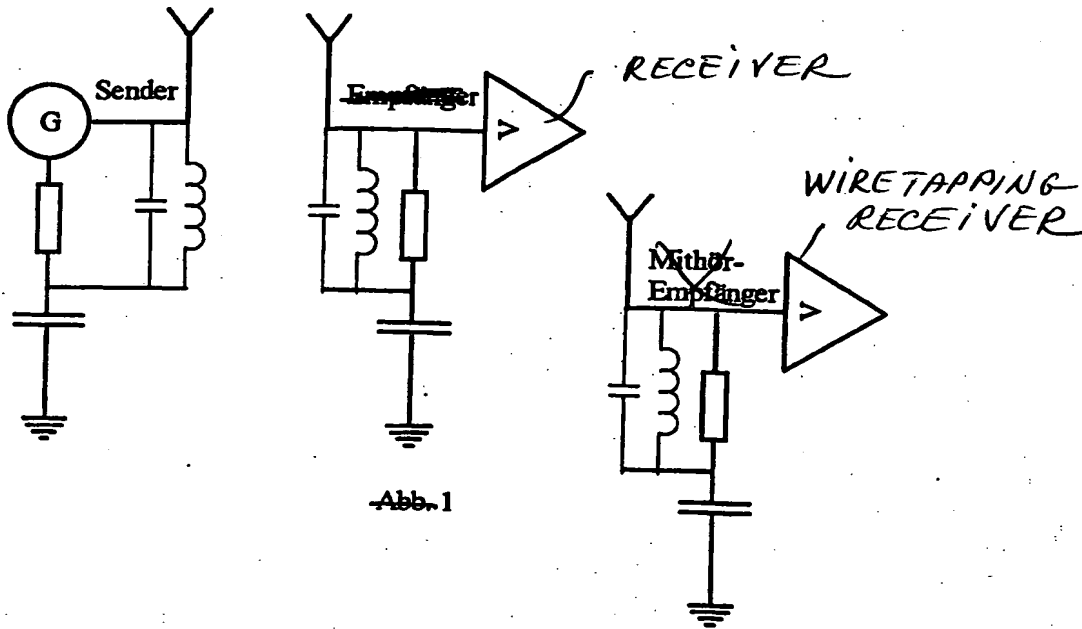 Sender
G
Empfänger
V
RECEIVER
WIRETAPPING
RECEIVER
Mithör-
Empfänger
V
Abb. 1